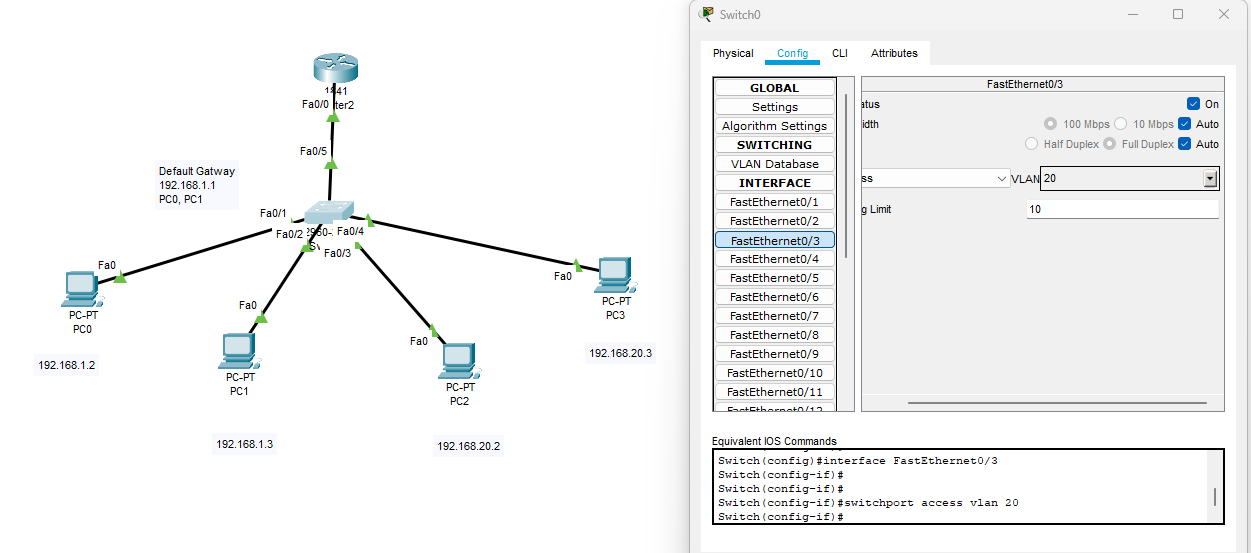 Switch0
Physical
Config
CLI
Attributes
GLOBAL
Settings
Algorithm Settings
SWITCHING
VLAN Database
INTERFACE
FastEthernet0/1
FastEthernet0/2
FastEthernet0/3
FastEthernet0/4
FastEthernet0/5
FastEthernet0/6
FastEthernet0/7
FastEthernet0/8
FastEthernet0/9
FastEthernet0/10
FastEthernet0/11
FastEthernet0/12
FastEthernet0/3
atus
On
idth
100 Mbps
10 Mbps
Auto
Half Duplex
Full Duplex
Auto
ss
VLAN
20
g Limit
10
Equivalent IOS Commands
Switch(config)#interface FastEthernet0/3
Switch(config-if)#
Switch(config-if)#
Switch(config-if)#switchport access vlan 20
Switch(config-if)#
Fa0/0
ter2
Fa0/5
Default Gatway
192.168.1.1
PC0, PC1
Fa0/1
Fa0/2
Fa0/4
Fa0/3
Fa0
PC-PT
PC0
192.168.1.2
Fa0
PC-PT
PC1
192.168.1.3
Fa0
PC-PT
PC2
192.168.20.2
Fa0
PC-PT
PC3
192.168.20.3